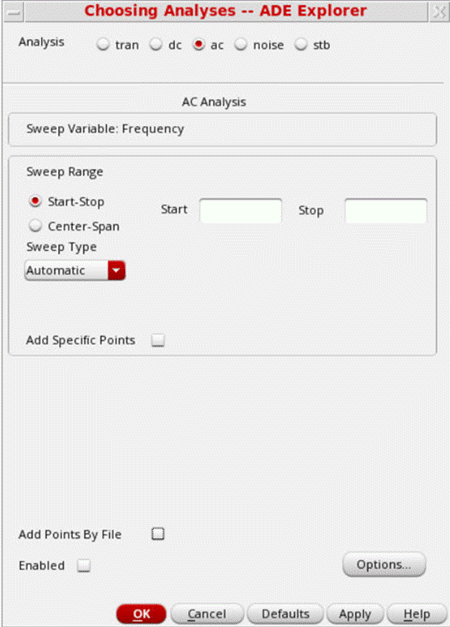 Choosing Analyses -- ADE Explorer
Analysis tran dc ac noise stb
AC Analysis
Sweep Variable: Frequency
Sweep Range
Start-Stop
Start Stop
Center-Span
Sweep Type
Automatic
Add Specific Points
Add Points By File
Enabled
Options...
OK Cancel Defaults Apply Help